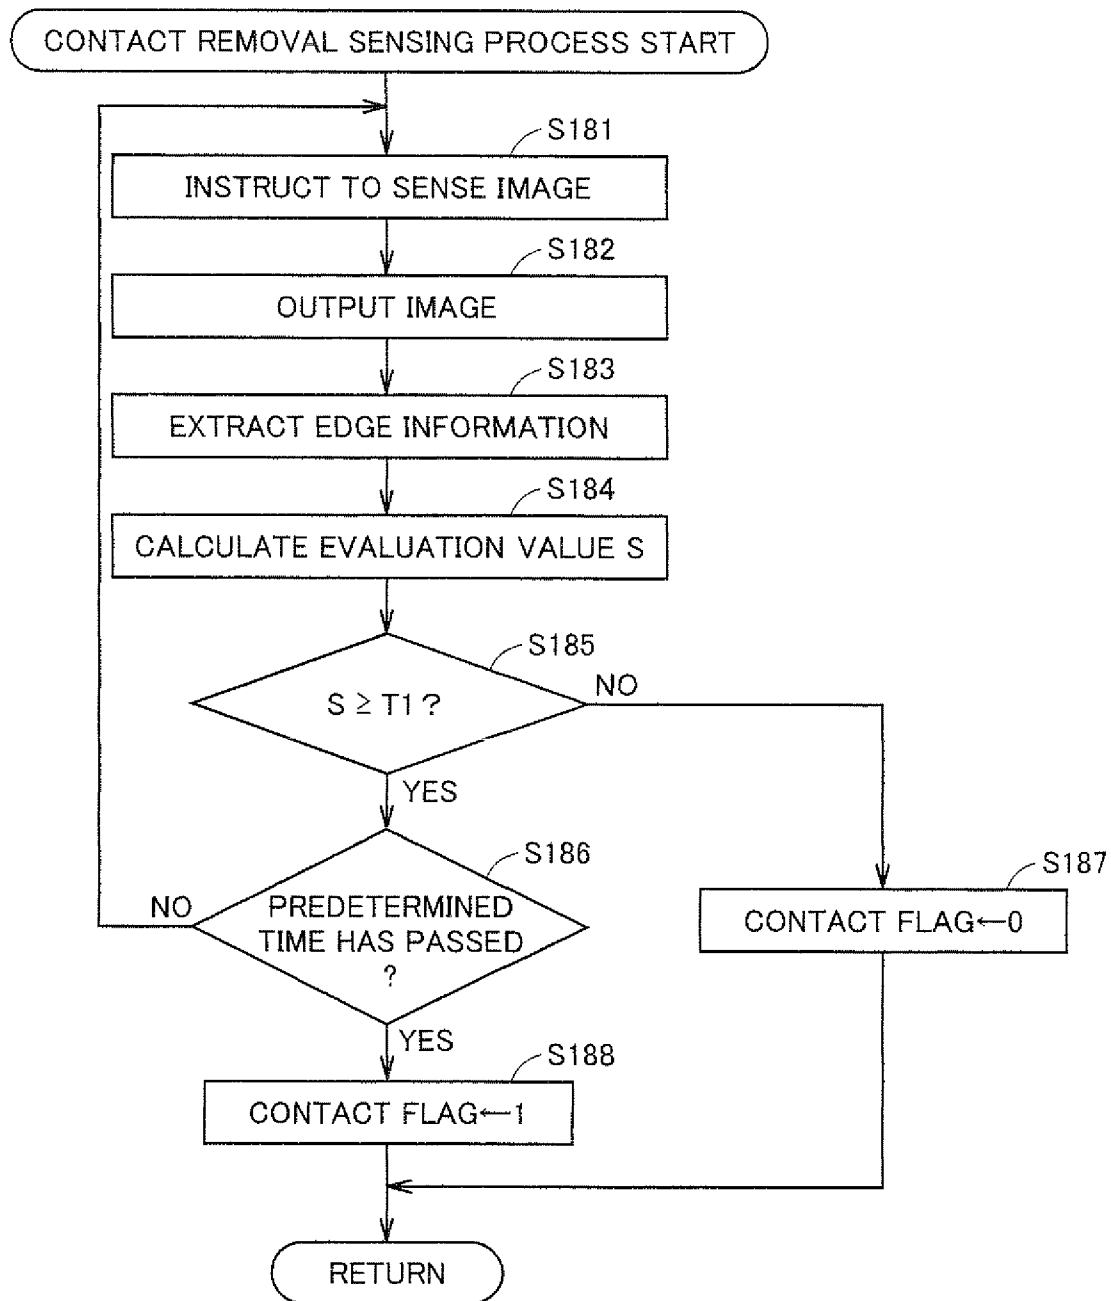 CONTACT REMOVAL SENSING PROCESS START
S181
INSTRUCT TO SENSE IMAGE
S182
OUTPUT IMAGE
S183
EXTRACT EDGE INFORMATION
S184
CALCULATE EVALUATION VALUE S
S185
S ≥ T1 ?
NO
YES
S186
NO
PREDETERMINED
TIME HAS PASSED
?
S187
CONTACT FLAG←0
YES
S188
CONTACT FLAG←1
RETURN